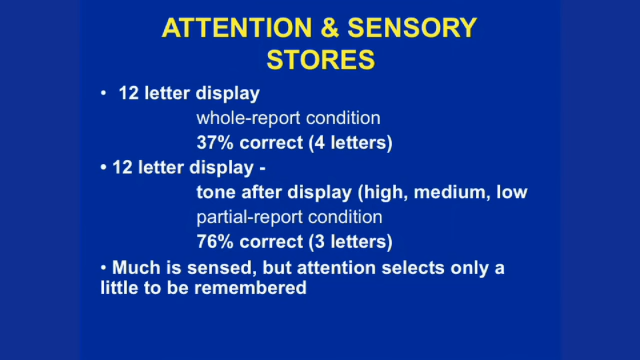 ATTENTION & SENSORY
STORES
• 12 letter display
whole-report condition
37% correct (4 letters)
• 12 letter display -
tone after display (high, medium, low
partial-report condition
76% correct (3 letters)
• Much is sensed, but attention selects only a
little to be remembered